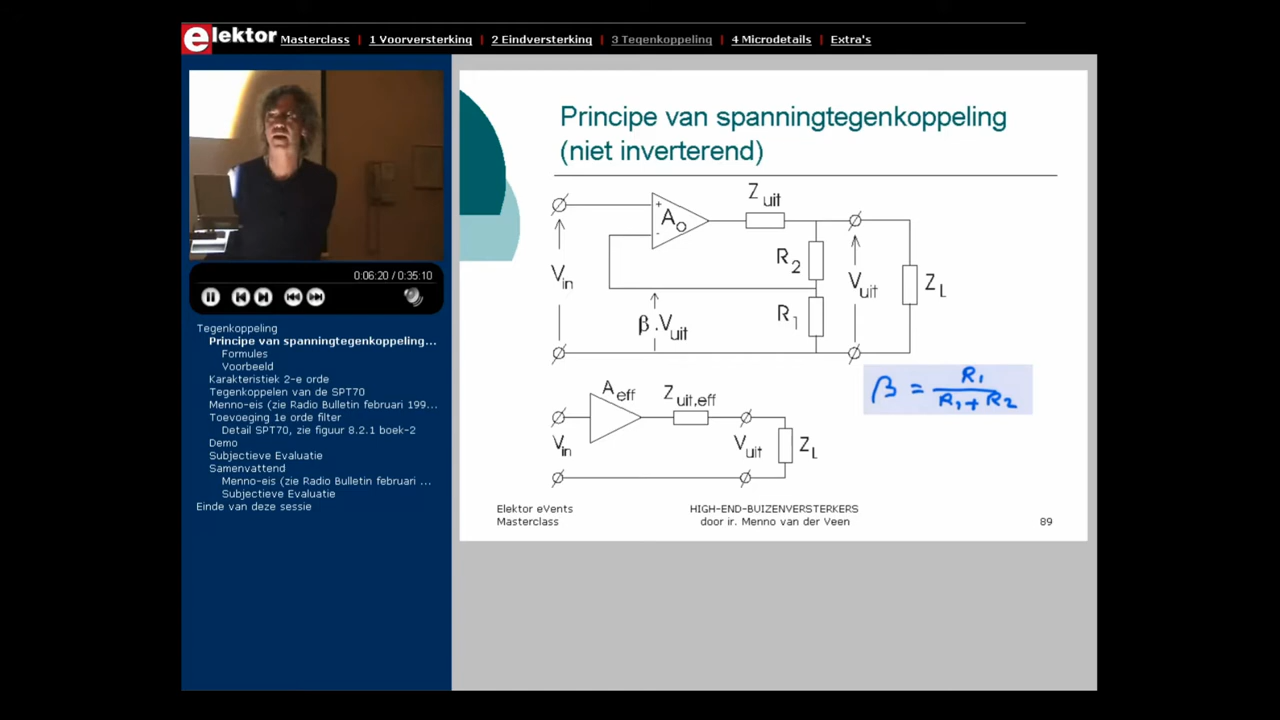 elektor Masterclass | 1 Voorversterking | 2 Eindversterking | 3 Tegenkoppeling | 4 Microdetails | Extra's
0:06:20 / 0:35:10
Tegenkoppeling
Principe van spanningtegenkoppeling...
Formules
Voorbeeld
Karakteristiek 2-e orde
Tegenkoppelen van de SPT70
Menno-eis (zie Radio Bulletin februari 199...
Toevoeging 1e orde filter
Detail SPT70, zie figuur 8.2.1 boek-2
Demo
Subjectieve Evaluatie
Samenvattend
Menno-eis (zie Radio Bulletin februari ...
Subjectieve Evaluatie
Einde van deze sessie
Principe van spanningtegenkoppeling
(niet inverterend)
Z uit
+ A o -
R 2
V in
V uit
Z L
R 1
β.V uit
β = R1 / R1 + R2
A eff
Z uit,eff
V in
V uit
Z L
Elektor eVents
Masterclass
HIGH-END-BUIZENVERSTERKERS
door ir. Menno van der Veen
89